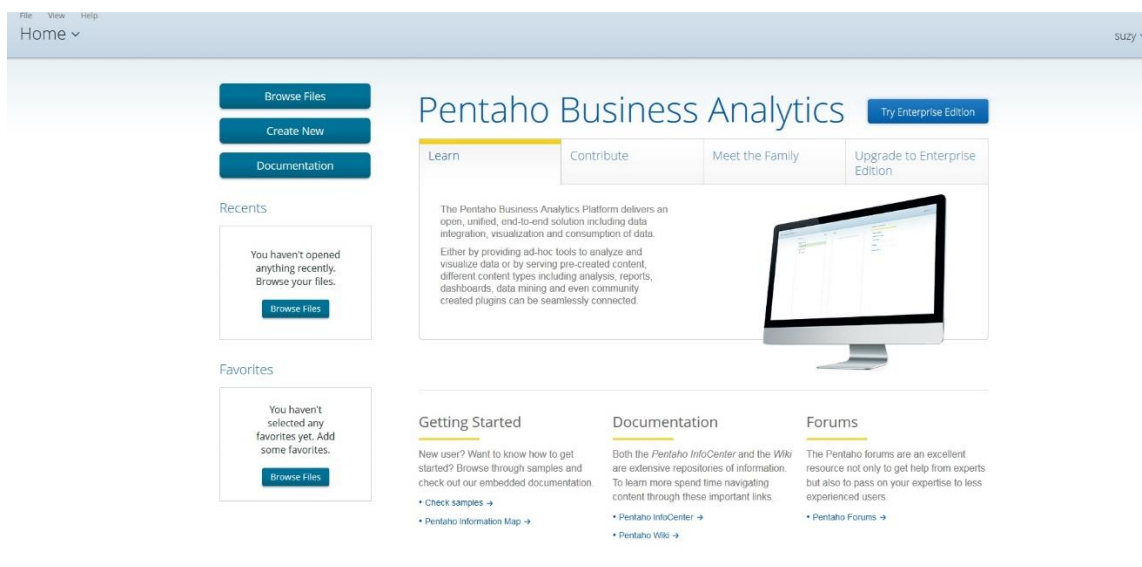 File View Help
Home
suzy
Browse Files
Create New
Documentation
Recents
You haven't opened
anything recently.
Browse your files.
Browse Files
Favorites
You haven't
selected any
favorites yet. Add
some favorites.
Browse Files
Pentaho Business Analytics
Try Enterprise Edition
Learn
Contribute
Meet the Family
Upgrade to Enterprise
Edition
The Pentaho Business Analytics Platform delivers an
open, unified, end-to-end solution including data
integration, visualization and consumption of data.
Either by providing ad-hoc tools to analyze and
visualize data or by serving pre-created content,
different content types including analysis, reports,
dashboards, data mining and even community
created plugins can be seamlessly connected.
Getting Started
New user? Want to know how to get
started? Browse through samples and
check out our embedded documentation.
• Check samples →
• Pentaho Information Map →
Documentation
Both the Pentaho InfoCenter and the Wiki
are extensive repositories of information.
To learn more spend time navigating
content through these important links.
• Pentaho InfoCenter →
• Pentaho Wiki →
Forums
The Pentaho forums are an excellent
resource not only to get help from experts
but also to pass on your expertise to less
experienced users.
• Pentaho Forums →